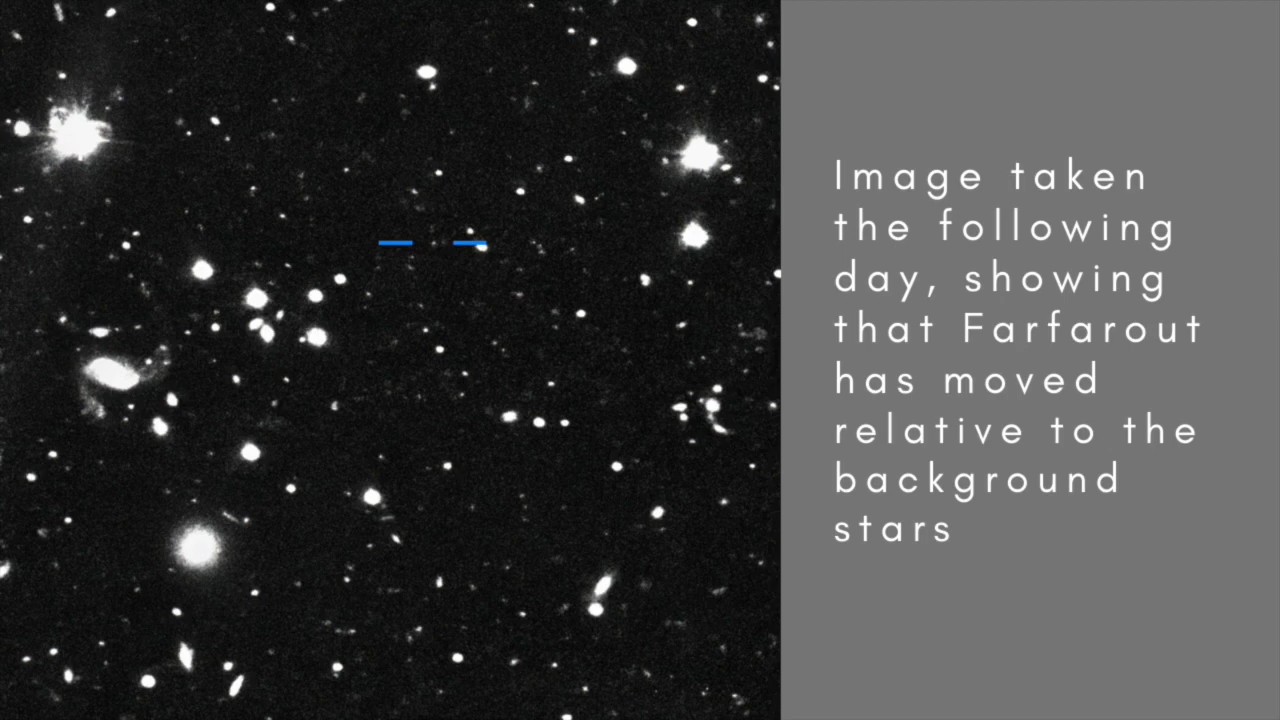 Image taken
the following
day, showing
that Farfarout
has moved
relative to the
background
stars